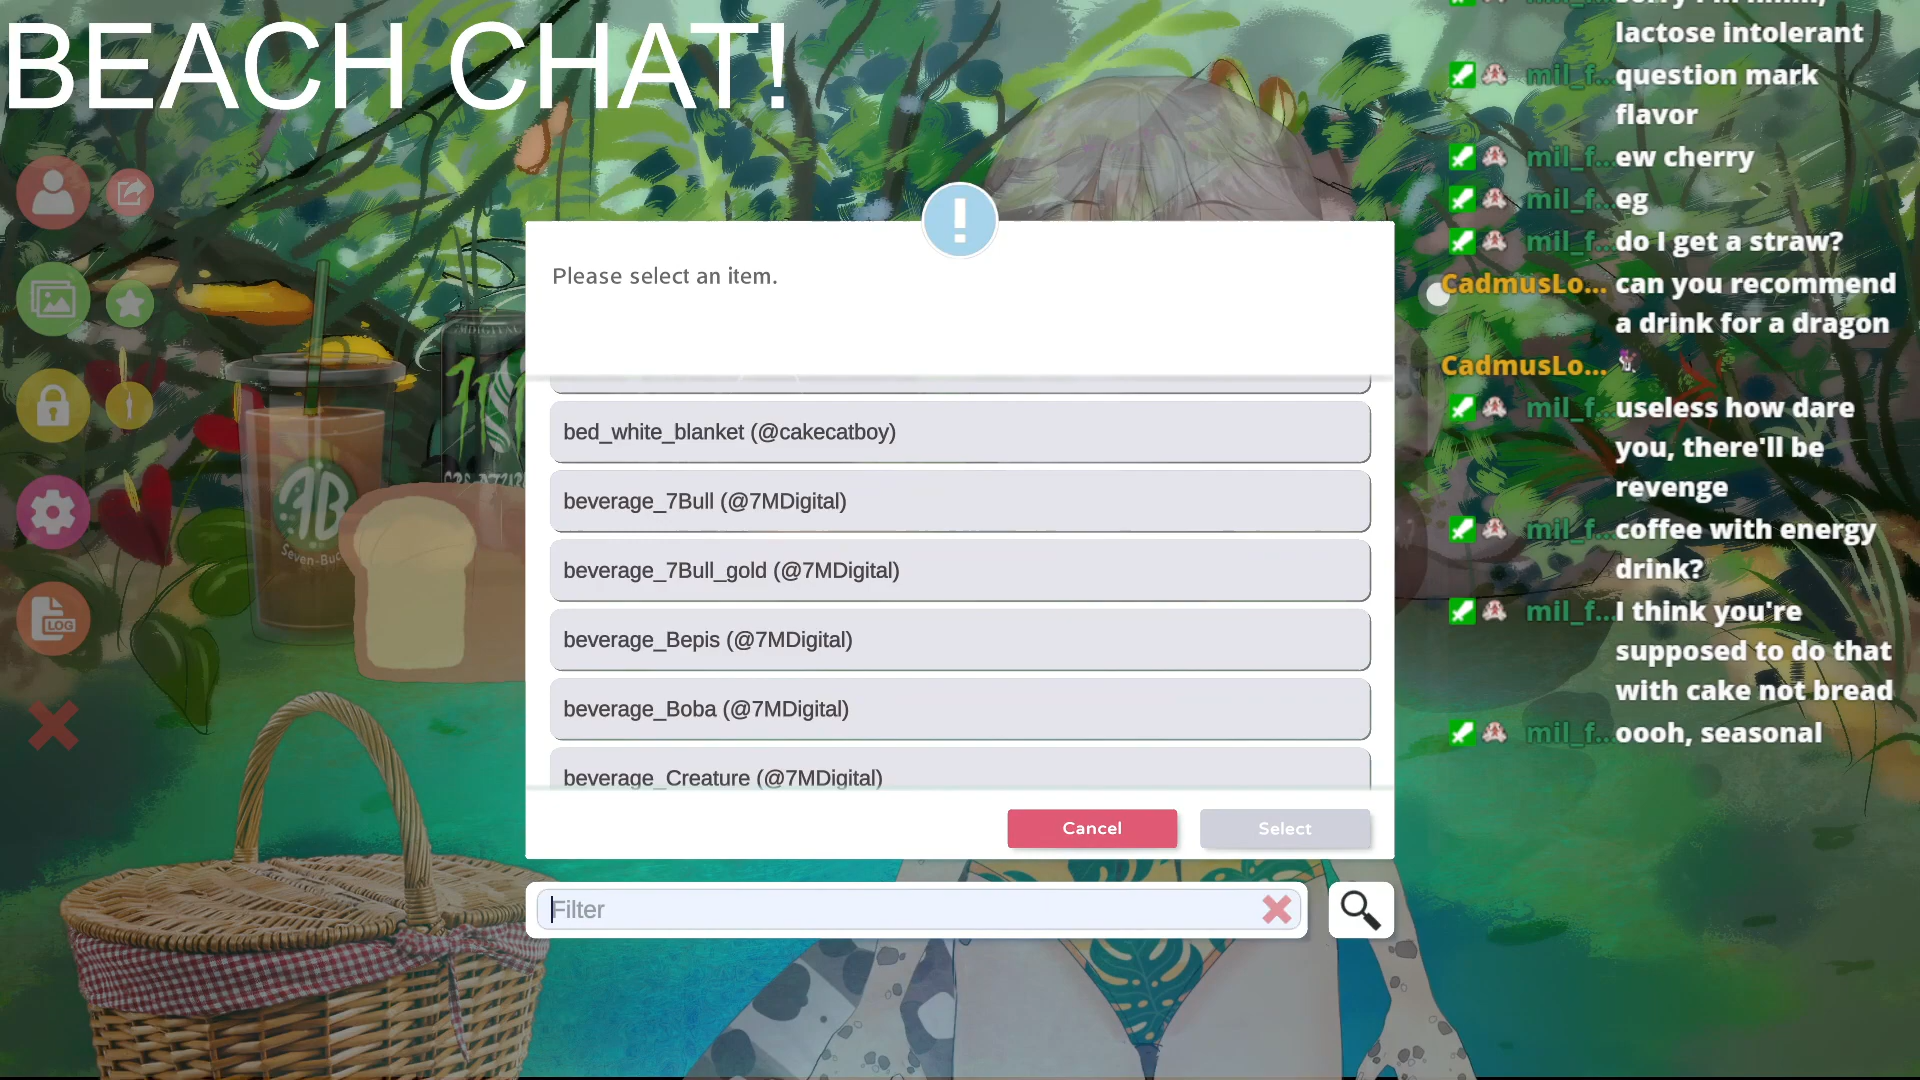 BEACH CHAT!
lactose intolerant
mil_f... question mark
flavor
mil_f... ew cherry
mil_f... eg
mil_f... do I get a straw?
CadmusLo... can you recommend
a drink for a dragon
CadmusLo...
mil_f... useless how dare
you, there'll be
revenge
mil_f... coffee with energy
drink?
mil_f... I think you're
supposed to do that
with cake not bread
mil_f... oooh, seasonal
Please select an item.
bed_white_blanket (@cakecatboy)
beverage_7Bull (@7MDigital)
beverage_7Bull_gold (@7MDigital)
beverage_Bepis (@7MDigital)
beverage_Boba (@7MDigital)
beverage_Creature (@7MDigital)
Cancel
Select
Filter
LOG